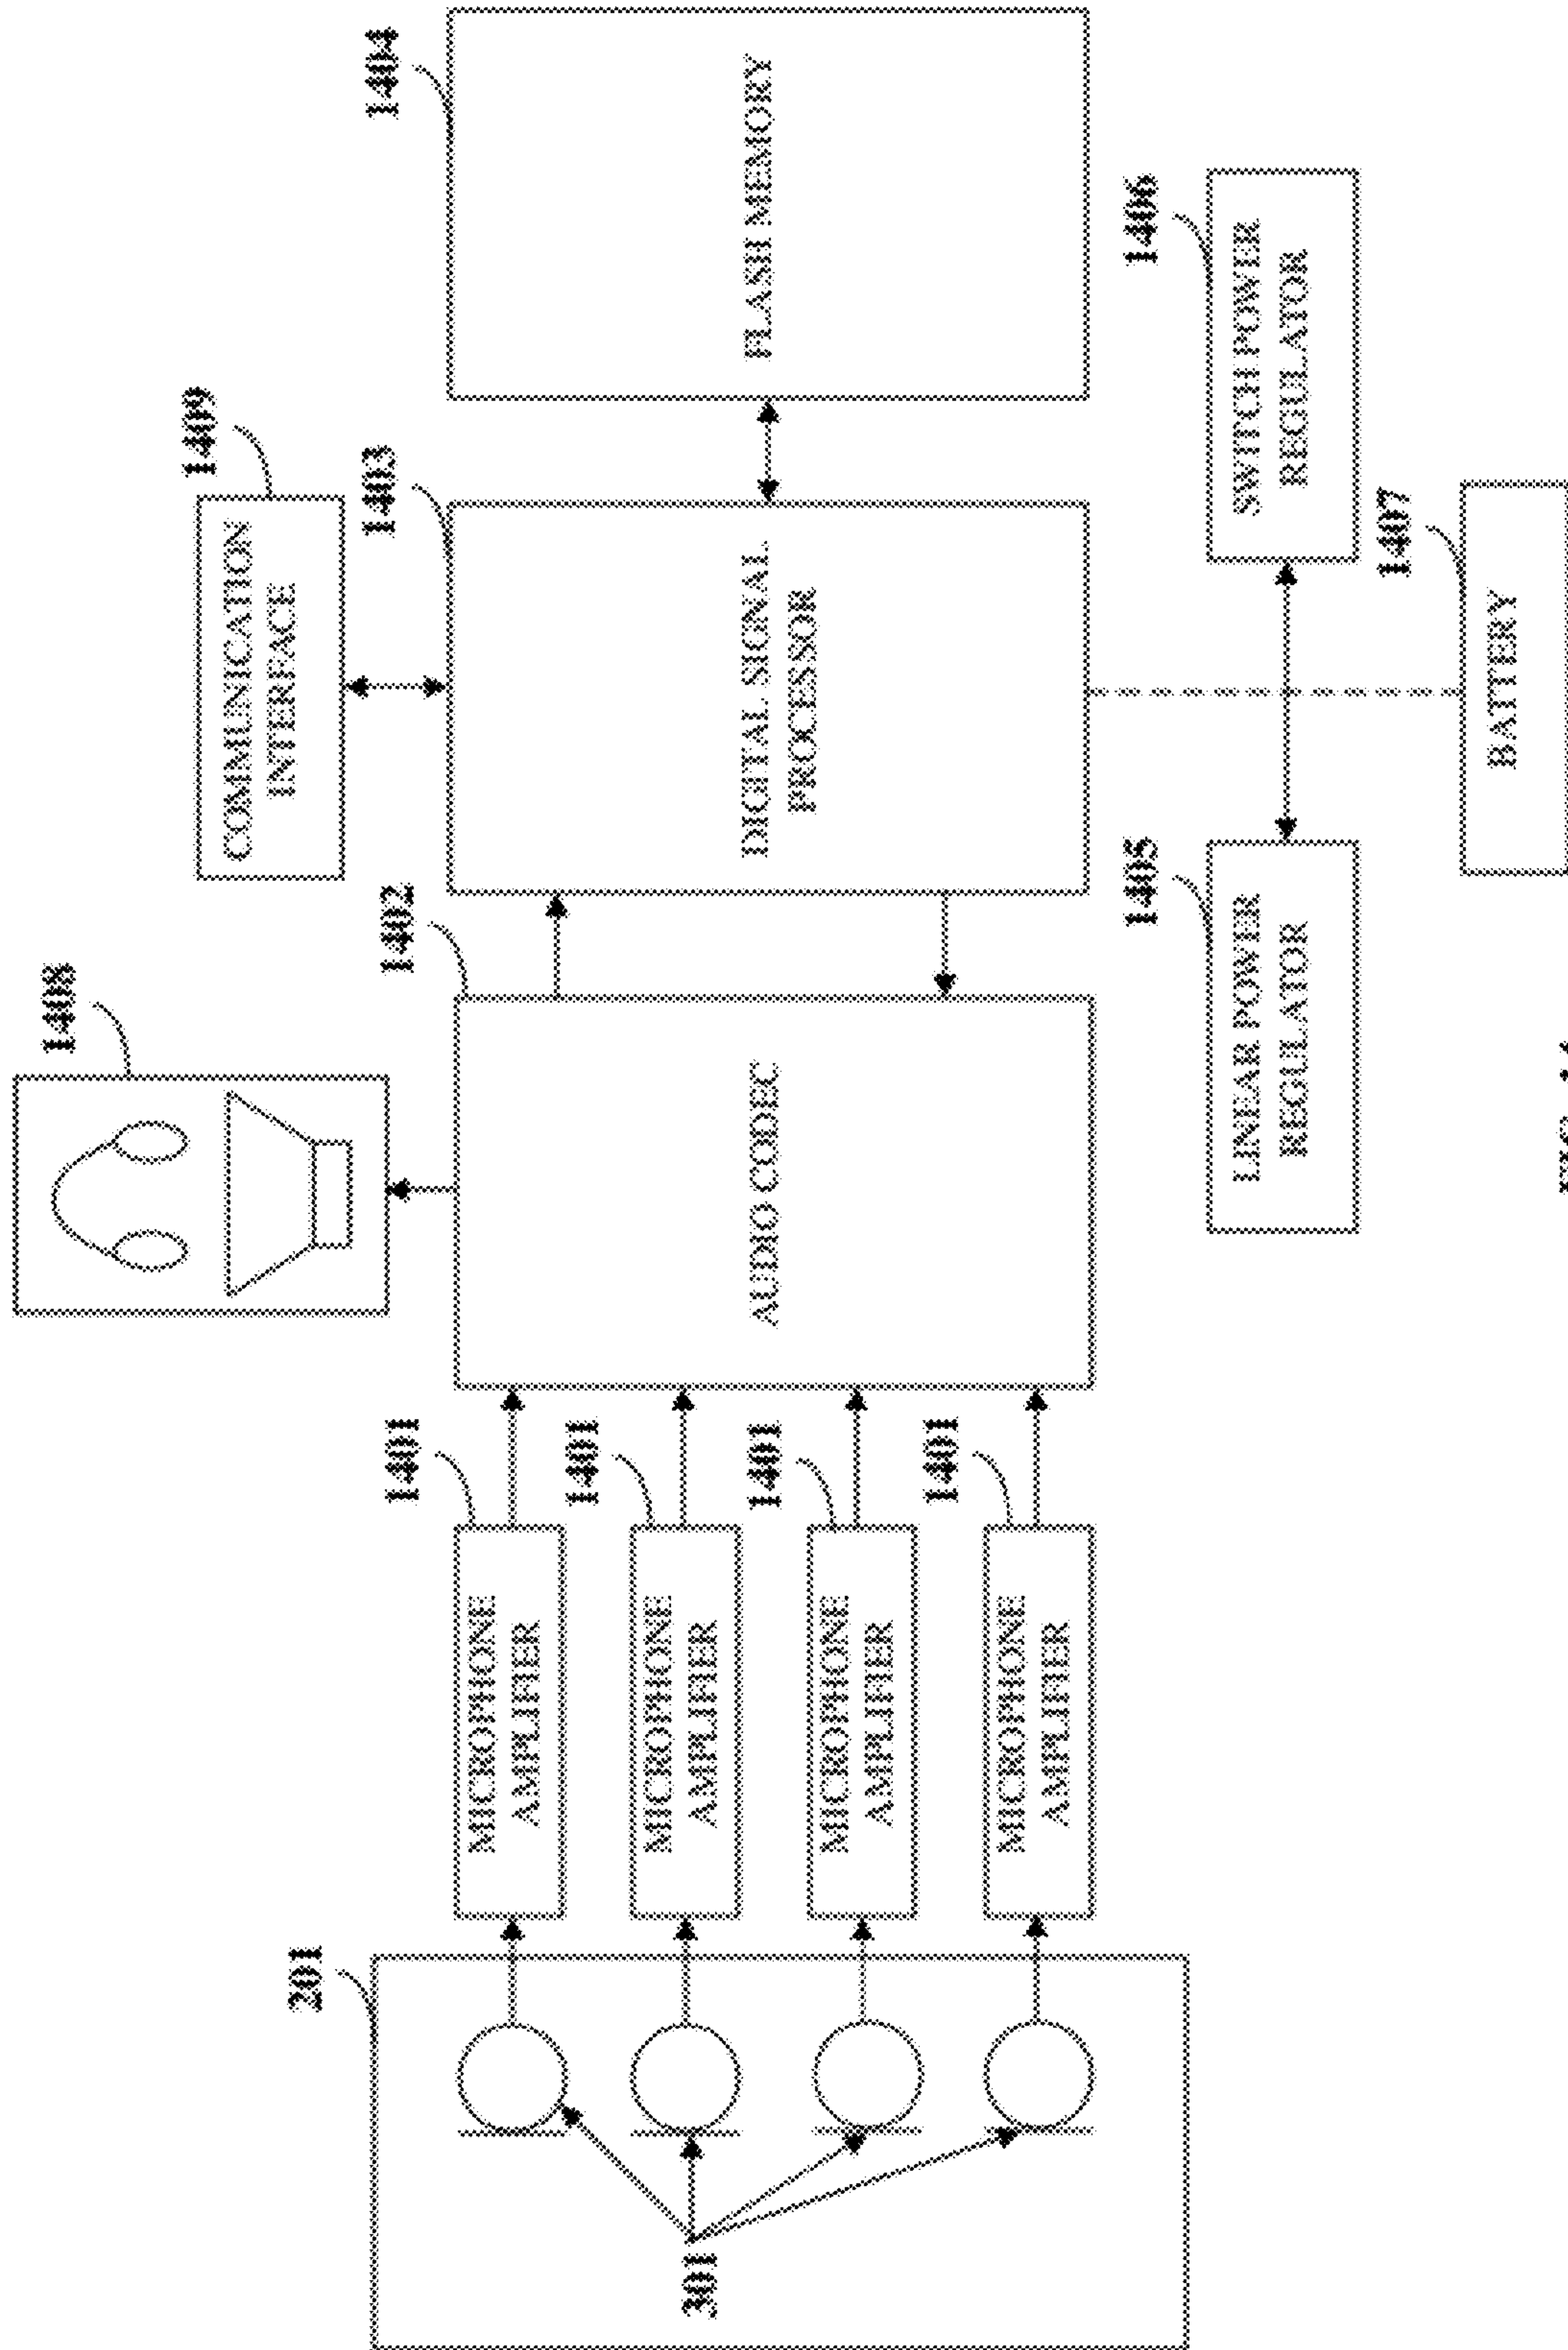 1408
1409
201
1401
1402
1403
1404
MICROPHONE
AMPLIFIER
1401
MICROPHONE
AMPLIFIER
1401
MICROPHONE
AMPLIFIER
1401
MICROPHONE
AMPLIFIER
301
AUDIO CODEC
COMMUNICATION
INTERFACE
DIGITAL SIGNAL
PROCESSOR
FLASH MEMORY
1405
LINEAR POWER
REGULATOR
1406
SWITCH POWER
REGULATOR
1407
BATTERY